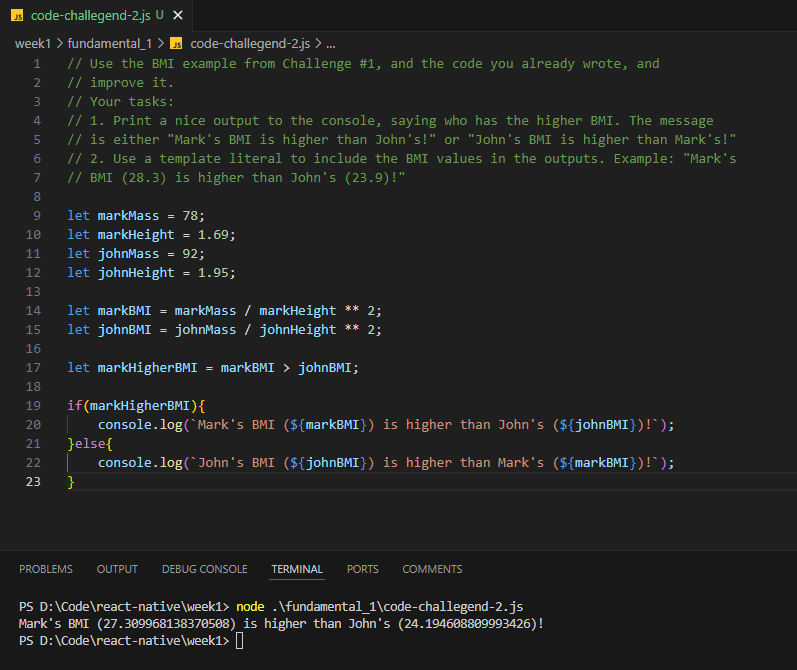 JS code-challegend-2.js U ×
week1 > fundamental_1 > JS code-challegend-2.js > ...
1 // Use the BMI example from Challenge #1, and the code you already wrote, and
2 // improve it.
3 // Your tasks:
4 // 1. Print a nice output to the console, saying who has the higher BMI. The message
5 // is either "Mark's BMI is higher than John's!" or "John's BMI is higher than Mark's!"
6 // 2. Use a template literal to include the BMI values in the outputs. Example: "Mark's
7 // BMI (28.3) is higher than John's (23.9)!"
8
9 let markMass = 78;
10 let markHeight = 1.69;
11 let johnMass = 92;
12 let johnHeight = 1.95;
13
14 let markBMI = markMass / markHeight ** 2;
15 let johnBMI = johnMass / johnHeight ** 2;
16
17 let markHigherBMI = markBMI > johnBMI;
18
19 if(markHigherBMI){
20     console.log(`Mark's BMI (${markBMI}) is higher than John's (${johnBMI})!`);
21 }else{
22     console.log(`John's BMI (${johnBMI}) is higher than Mark's (${markBMI})!`);
23 }
PROBLEMS OUTPUT DEBUG CONSOLE TERMINAL PORTS COMMENTS
PS D:\Code\react-native\week1> node .\fundamental_1\code-challegend-2.js
Mark's BMI (27.309968138370508) is higher than John's (24.194608809993426)!
PS D:\Code\react-native\week1>